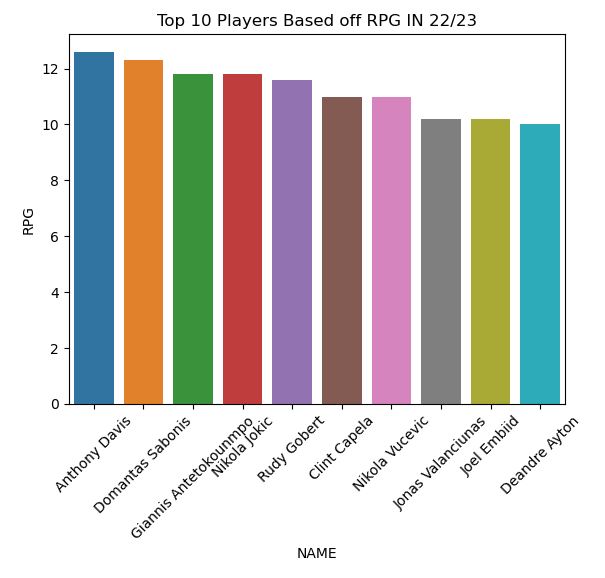 Top 10 Players Based off RPG IN 22/23
RPG
12
10
8
6
4
2
0
Anthony Davis
Domantas Sabonis
Giannis Antetokounmpo
Nikola Jokic
Rudy Gobert
Clint Capela
Nikola Vucevic
Jonas Valanciunas
Joel Embiid
Deandre Ayton
NAME